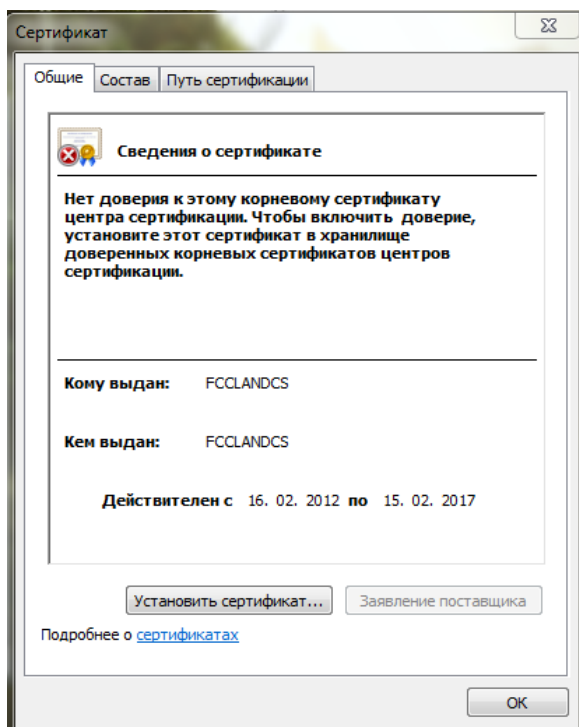 Сертификат
Общие Состав Путь сертификации
Сведения о сертификате
Нет доверия к этому корневому сертификату
центра сертификации. Чтобы включить доверие,
установите этот сертификат в хранилище
доверенных корневых сертификатов центров
сертификации.
Кому выдан: FCCLANDCS
Кем выдан: FCCLANDCS
Действителен с 16. 02. 2012 по 15. 02. 2017
Установить сертификат... Заявление поставщика
Подробнее о сертификатах
ОК